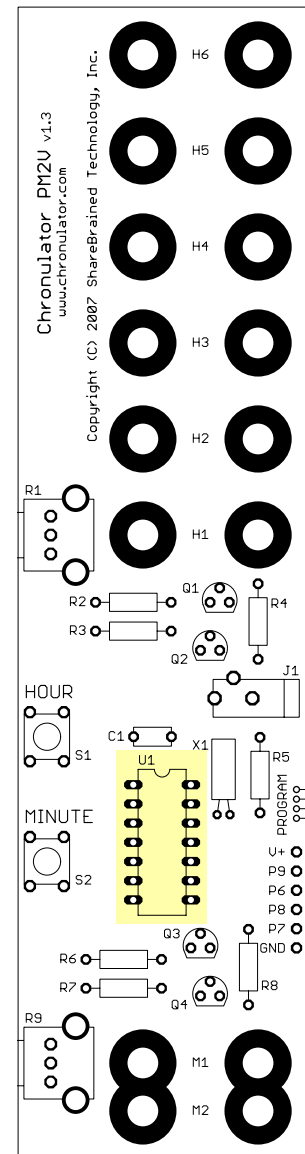 Chronulator PM2V v1.3
www.chronulator.com
Copyright (C) 2007 ShareBrained Technology, Inc.
H6
H5
H4
H3
H2
H1
R1
R2
R3
Q1
Q2
R4
J1
HOUR
S1
C1
U1
X1
R5
PROGRAM
MINUTE
S2
V+
P9
P6
P8
P7
GND
Q3
R6
R7
Q4
R8
R9
M1
M2